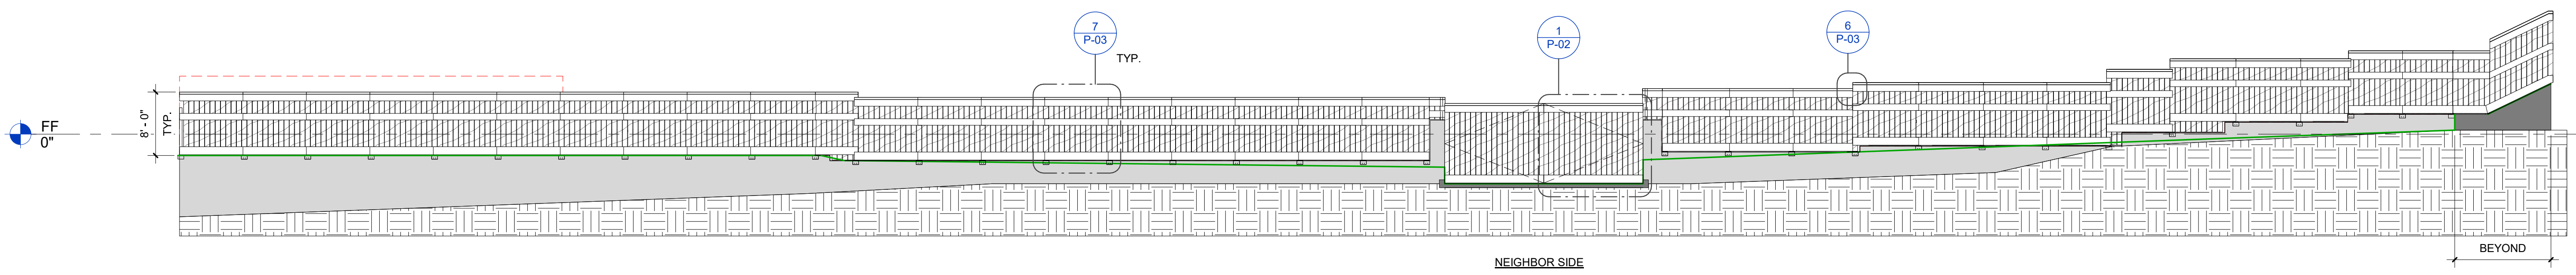 7
P-03
TYP.
1
P-02
6
P-03
FF
0"
8' - 0"
TYP.
BEYOND
NEIGHBOR SIDE